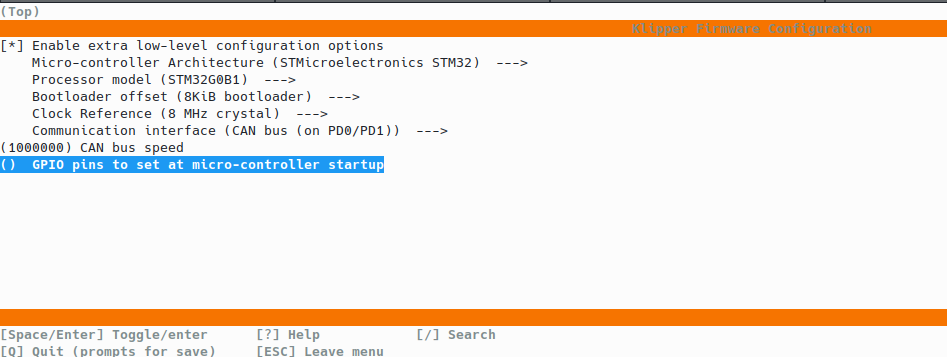 (Top)
Klipper Firmware Configuration
[*] Enable extra low-level configuration options
Micro-controller Architecture (STMicroelectronics STM32) --->
Processor model (STM32G0B1) --->
Bootloader offset (8KiB bootloader) --->
Clock Reference (8 MHz crystal) --->
Communication interface (CAN bus (on PD0/PD1)) --->
(1000000) CAN bus speed
() GPIO pins to set at micro-controller startup
[Space/Enter] Toggle/enter [?] Help [/] Search
[Q] Quit (prompts for save) [ESC] Leave menu